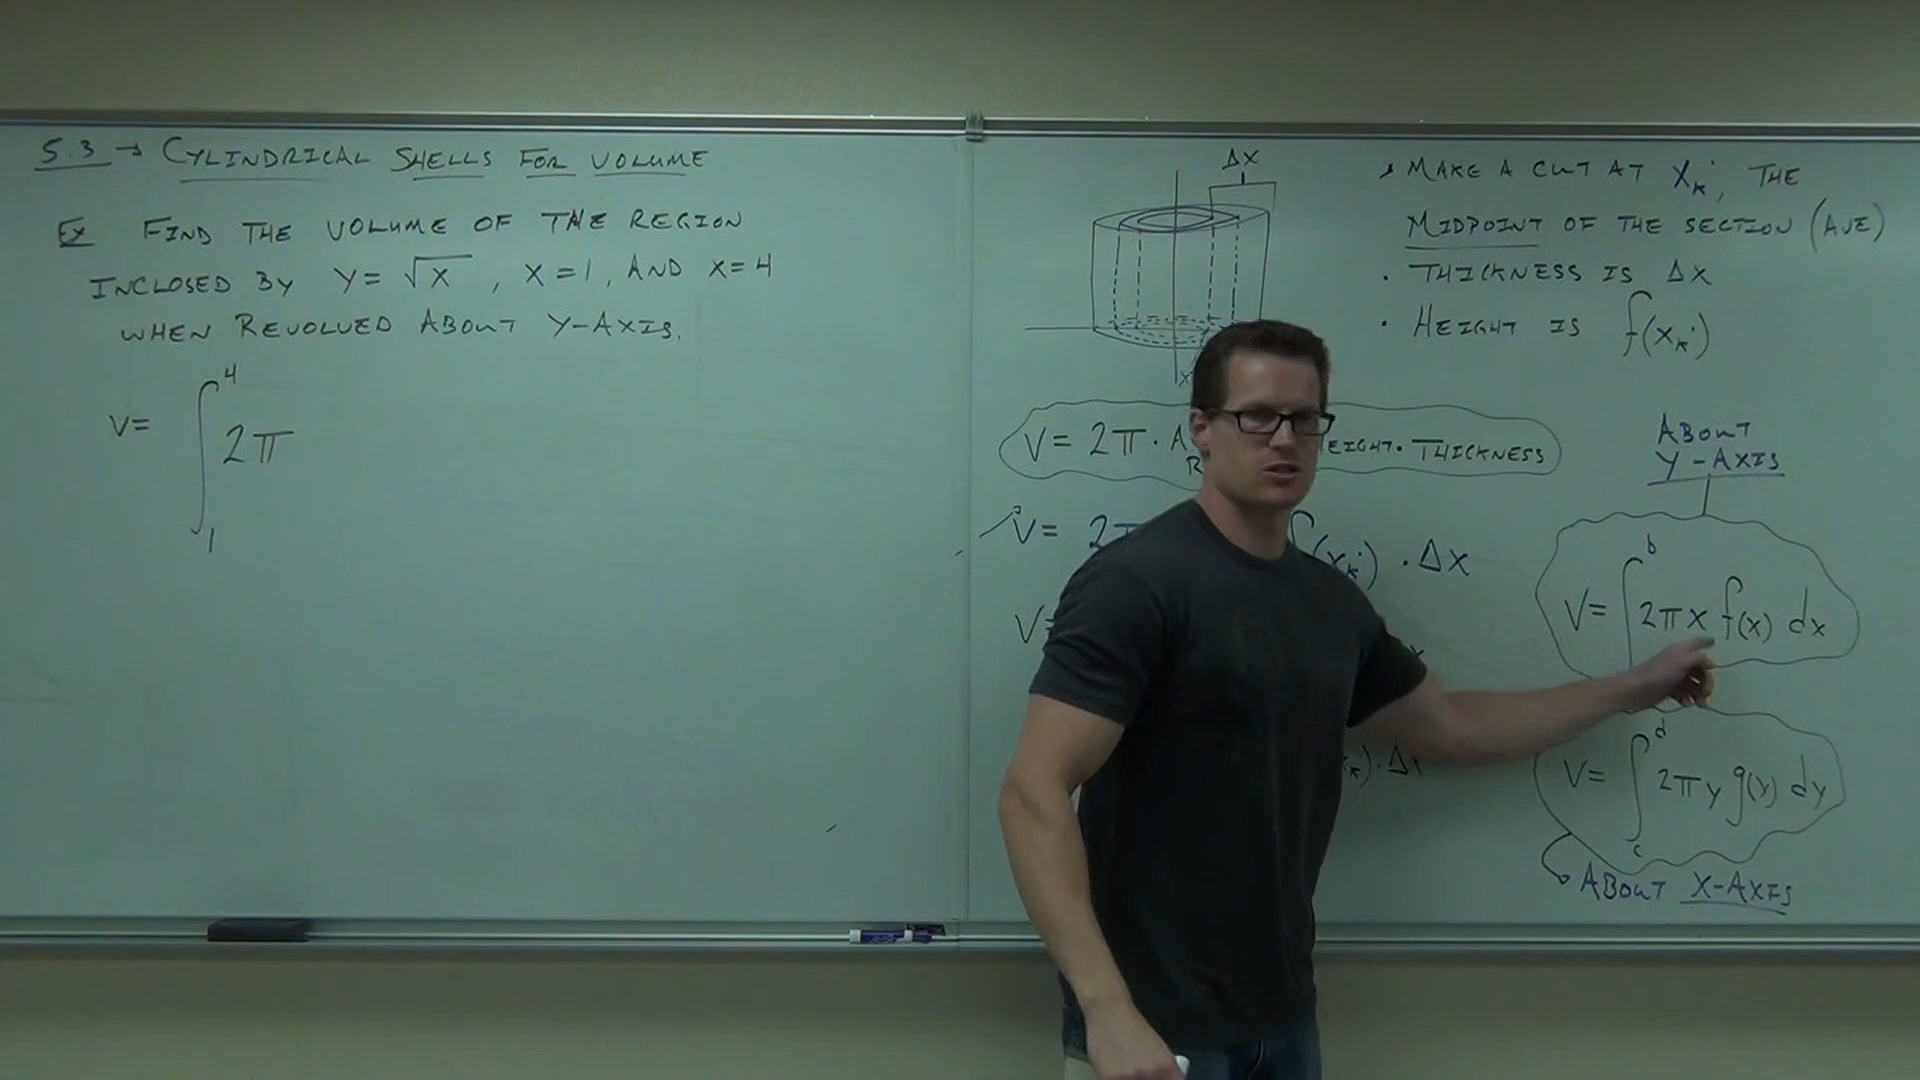 5.3 → CYLINDRICAL SHELLS FOR VOLUME
EX FIND THE VOLUME OF THE REGION
INCLOSED BY Y = √X , X = 1, AND X = 4
WHEN REVOLVED ABOUT Y-AXIS.
V = ∫₁⁴ 2π
ΔX
• MAKE A CUT AT Xₖ*, THE
MIDPOINT OF THE SECTION (AVE)
• THICKNESS IS ΔX
• HEIGHT IS f(Xₖ*)
V = 2π · A
EIGHT · THICKNESS
R
V = 2π
f(xₖ*) · ΔX
V =
· ΔX
ABOUT
Y-AXIS
V = ∫ᵇ 2πx f(x) dx
V = ∫_c^d 2πy g(y) dy
ABOUT X-AXIS